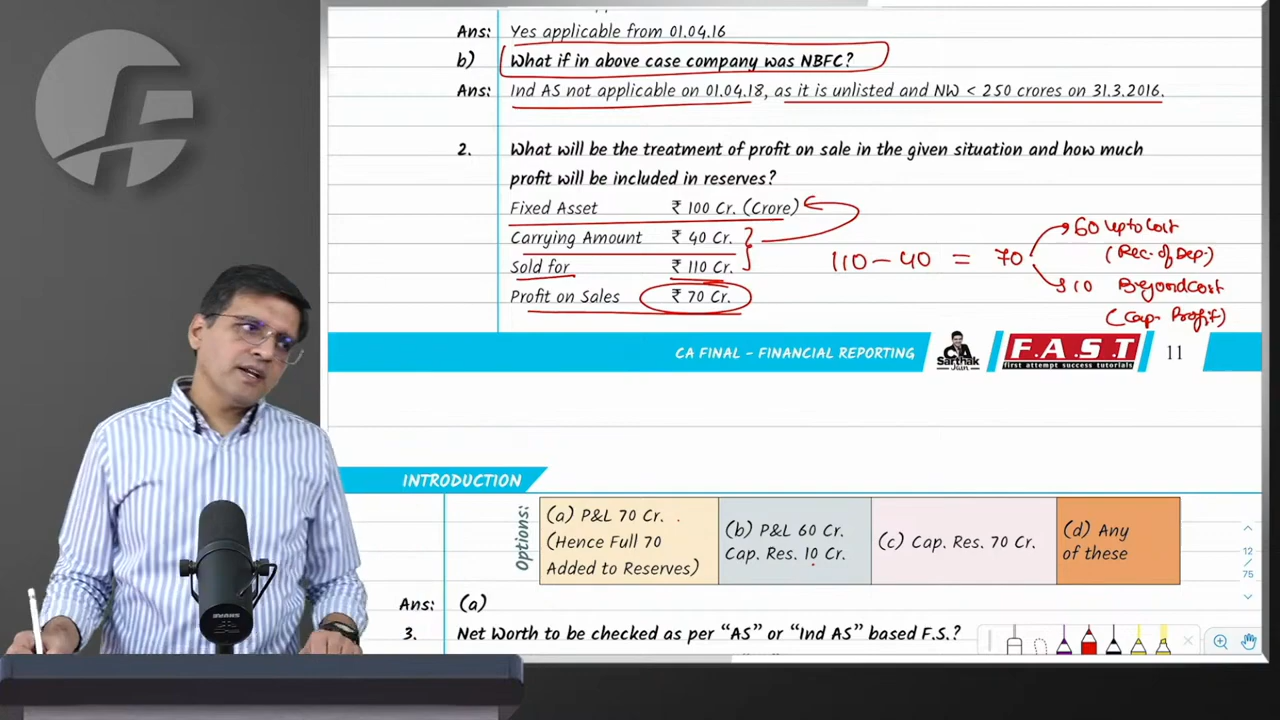 Ans: Yes applicable from 01.04.16
b) What if in above case company was NBFC?
Ans: Ind AS not applicable on 01.04.18, as it is unlisted and NW < 250 crores on 31.3.2016.
2. What will be the treatment of profit on sale in the given situation and how much
profit will be included in reserves?
Fixed Asset ₹ 100 Cr. (Crore)
Carrying Amount ₹ 40 Cr.
Sold for ₹ 110 Cr.
Profit on Sales ₹ 70 Cr.
110 – 40 = 70
60 upto Cost
(Rec. of Dep.)
10 Beyond Cost
(Cap. Profit)
CA FINAL – FINANCIAL REPORTING
CA
Sarthak
Jain
F.A.S.T
first attempt success tutorials
11
INTRODUCTION
Options:
(a) P&L 70 Cr.
(Hence Full 70
Added to Reserves)
(b) P&L 60 Cr.
Cap. Res. 10 Cr.
(c) Cap. Res. 70 Cr.
(d) Any
of these
12
/
75
Ans: (a)
3. Net Worth to be checked as per “AS” or “Ind AS” based F.S.?